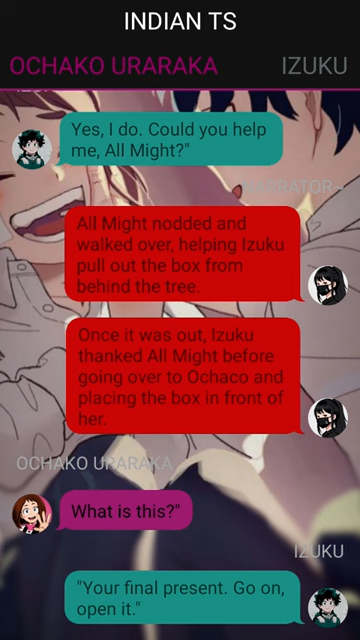 INDIAN TS
OCHAKO URARAKA IZUKU
Yes, I do. Could you help
me, All Might?"
All Might nodded and
walked over, helping Izuku
pull out the box from
behind the tree.
Once it was out, Izuku
thanked All Might before
going over to Ochaco and
placing the box in front of
her.
OCHAKO URARAKA
What is this?"
IZUKU
"Your final present. Go on,
open it."